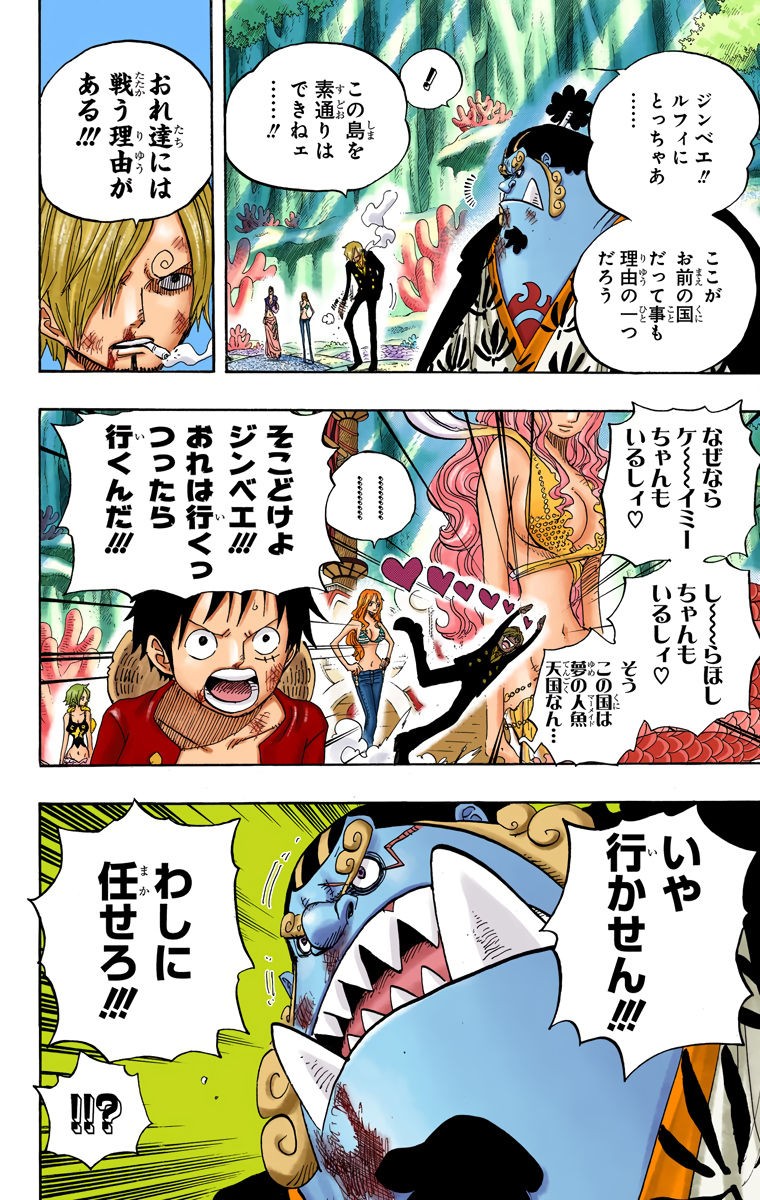 ジンベエ!!
ルフィに
とっちゃあ
……
ここが
お前の国
だって事も
理由の一つ
だろう
!
この島を
素通りは
できねェ
……!!
おれ達には
戦う理由が
ある!!!
なぜなら
ケ〜〜イミー
ちゃんも
いるしィ♡
し〜〜らほし
ちゃんも
いるしィ♡
そう
この国は
夢の人魚
天国なん…
………
そこどけよ
ジンベエ!!!
おれは行くっ
つったら
行くんだ!!!
いや
行かせん!!!
わしに
任せろ!!!
!!?